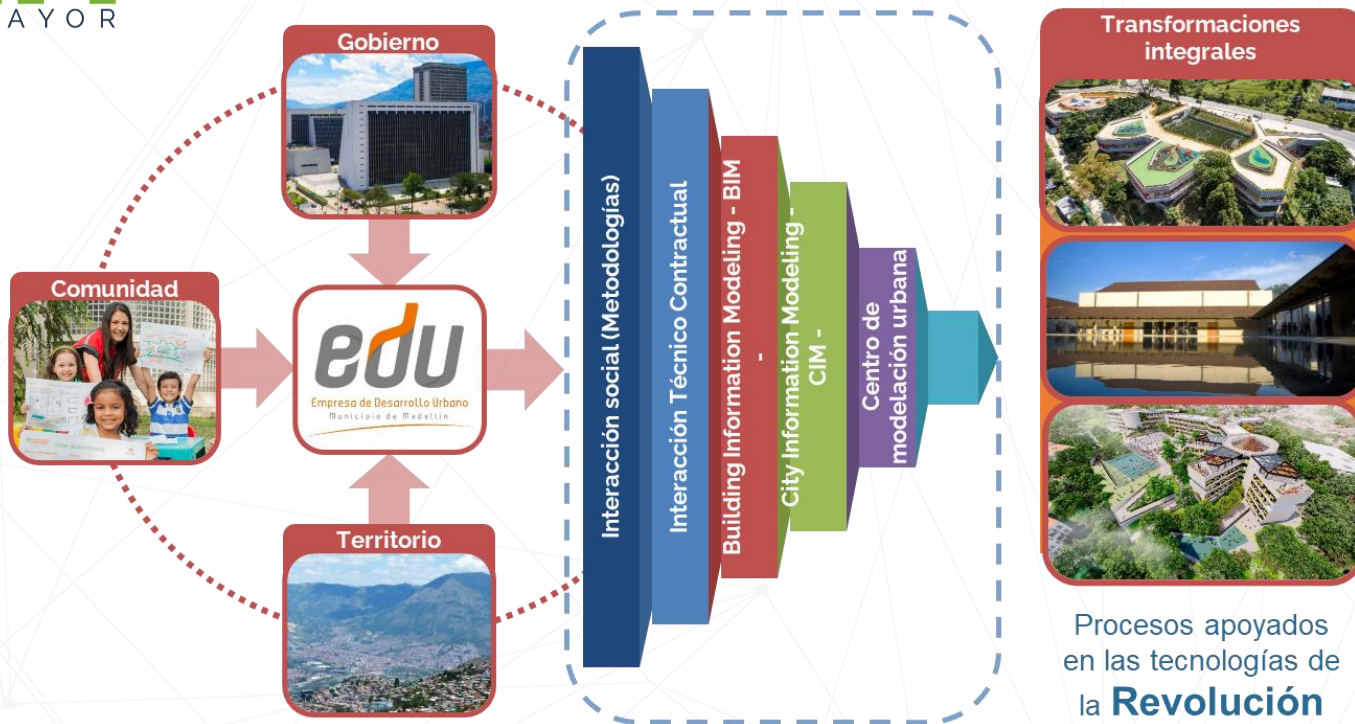 AYOR
Gobierno
Comunidad
edu
Empresa de Desarrollo Urbano
Municipio de Medellín
Territorio
Interacción social (Metodologías)
Interacción Técnico Contractual
Building Information Modeling - BIM
-
City Information Modeling -
CIM -
Centro de
modelación urbana
Transformaciones
integrales
Procesos apoyados
en las tecnologías de
la Revolución